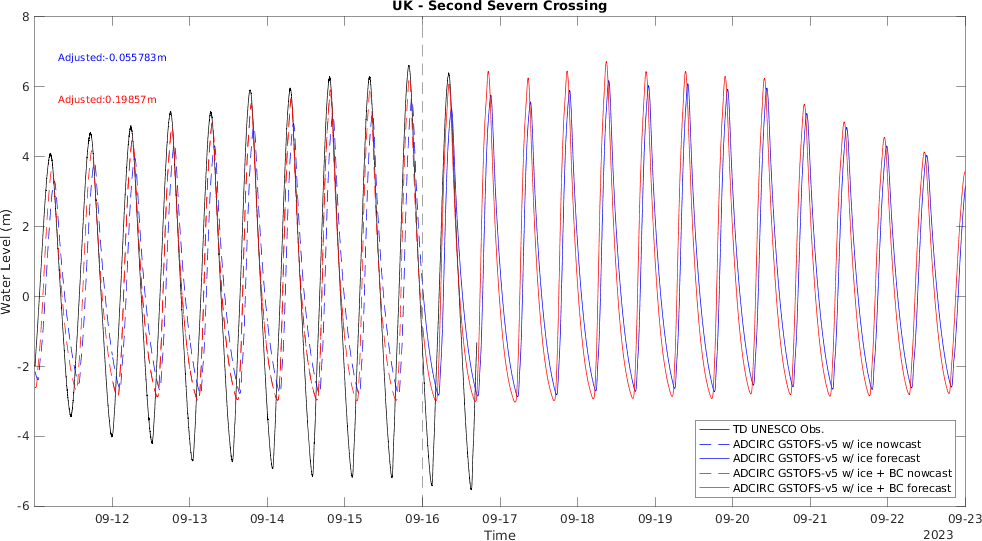 UK - Second Severn Crossing
8
6
4
2
0
-2
-4
-6
Water Level (m)
Adjusted:-0.055783m
Adjusted:0.19857m
TD UNESCO Obs.
ADCIRC GSTOFS-v5 w/ ice nowcast
ADCIRC GSTOFS-v5 w/ ice forecast
ADCIRC GSTOFS-v5 w/ ice + BC nowcast
ADCIRC GSTOFS-v5 w/ ice + BC forecast
09-12 09-13 09-14 09-15 09-16 09-17 09-18 09-19 09-20 09-21 09-22 09-23
Time
2023